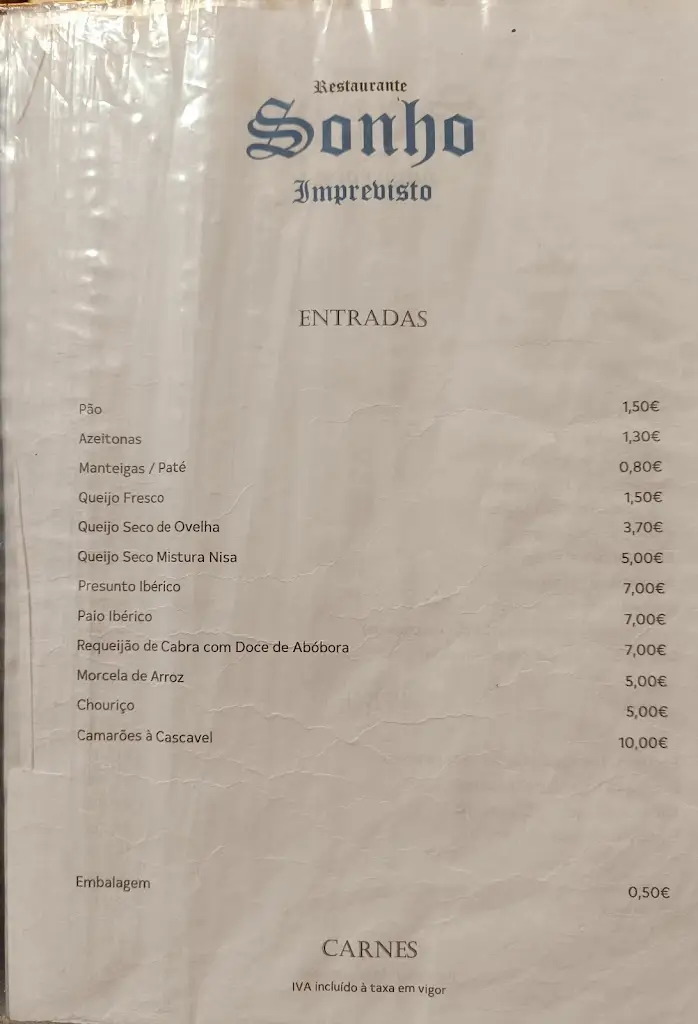 Restaurante
Sonho
Imprevisto
ENTRADAS
Pão 1,50€
Azeitonas 1,30€
Manteigas / Paté 0,80€
Queijo Fresco 1,50€
Queijo Seco de Ovelha 3,70€
Queijo Seco Mistura Nisa 5,00€
Presunto Ibérico 7,00€
Paio Ibérico 7,00€
Requeijão de Cabra com Doce de Abóbora 7,00€
Morcela de Arroz 5,00€
Chouriço 5,00€
Camarões à Cascavel 10,00€
Embalagem 0,50€
CARNES
IVA incluído à taxa em vigor